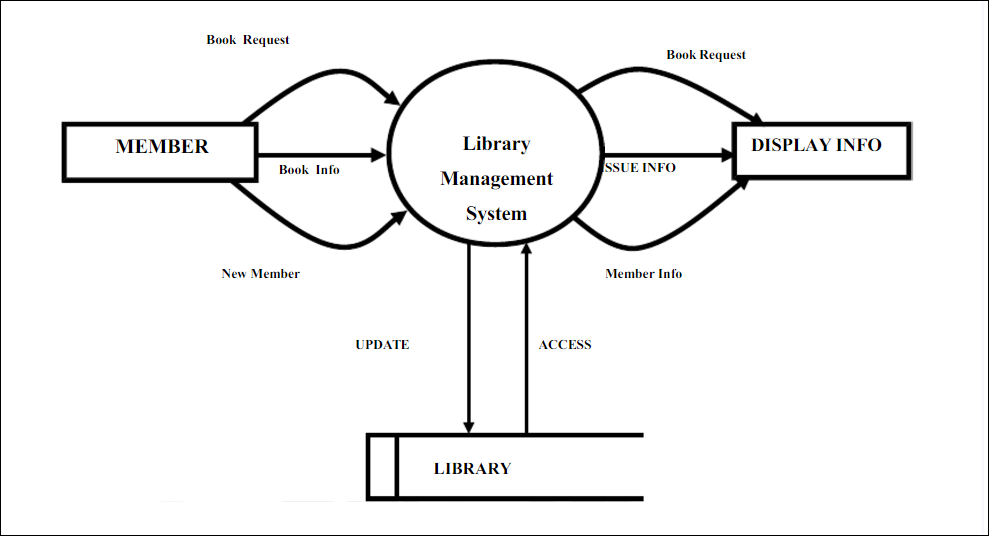 Book Request
Book Request
MEMBER
Book Info
New Member
Library
Management
System
DISPLAY INFO
SSUE INFO
Member Info
UPDATE
ACCESS
LIBRARY